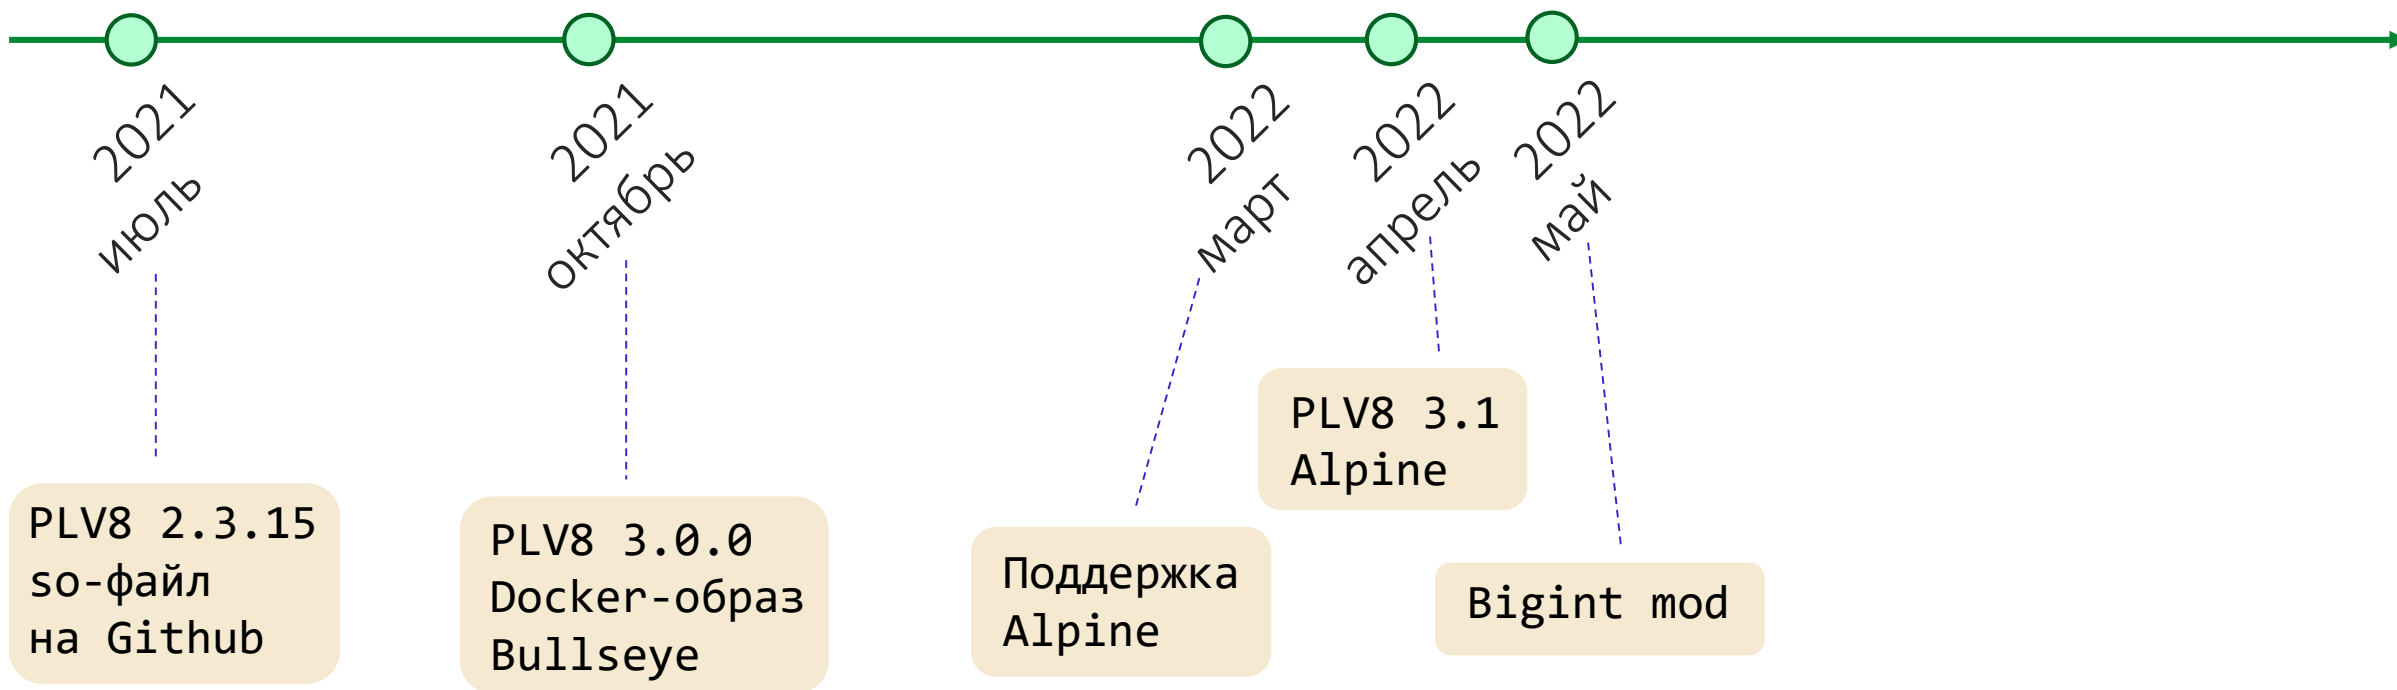 2021
июль
2021
октябрь
2022
март
2022
апрель
2022
май
PLV8 2.3.15
so-файл
на Github
PLV8 3.0.0
Docker-образ
Bullseye
Поддержка
Alpine
PLV8 3.1
Alpine
Bigint mod